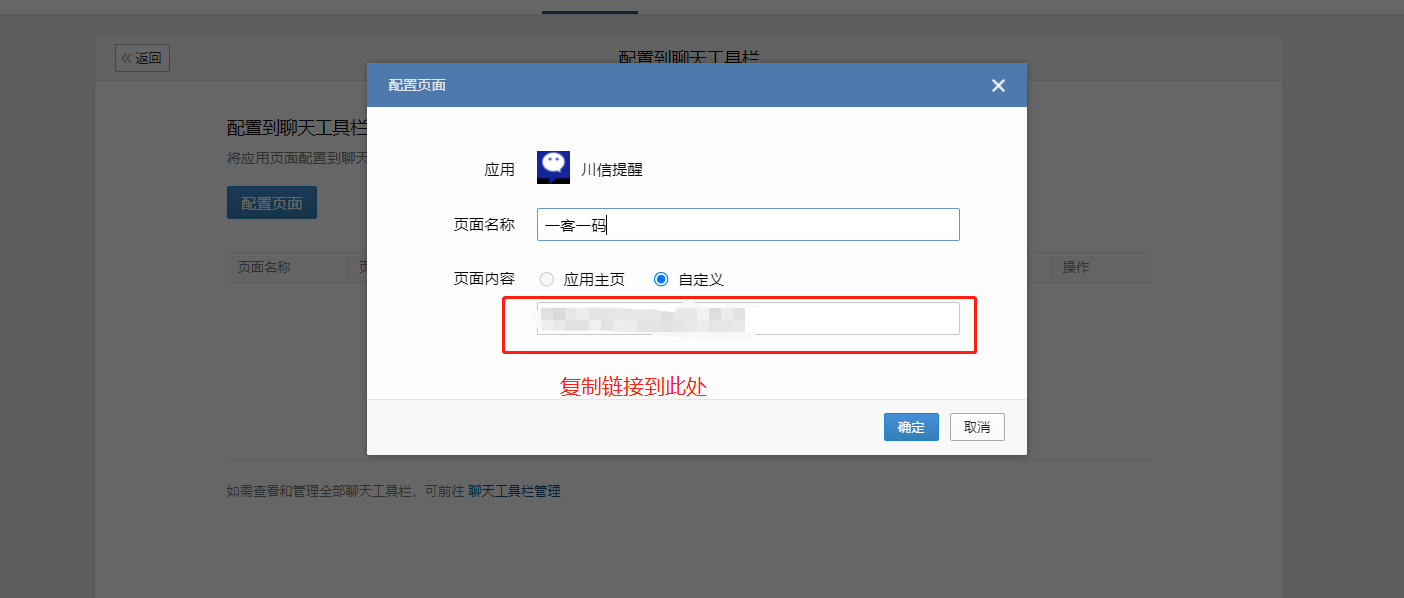 返回
配置到聊天工具栏
配置页面
配置到聊天工具栏
将应用页面配置到聊天
配置页面
应用
川信提醒
页面名称
一客一码
页面内容
应用主页
自定义
页面名称
操作
复制链接到此处
确定
取消
如需查看和管理全部聊天工具栏，可前往 聊天工具栏管理